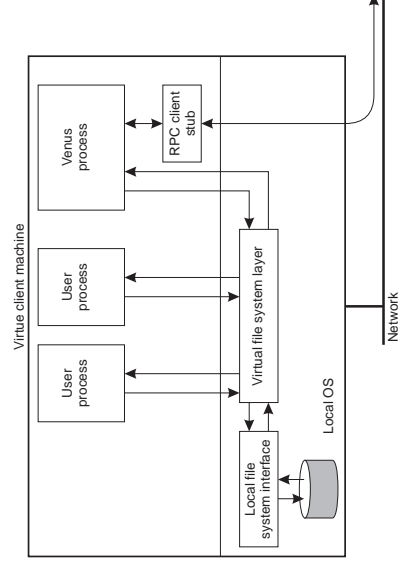 Virtue client machine
User
process
User
process
Venus
process
RPC client
stub
Local file
system interface
Virtual file system layer
Local OS
Network